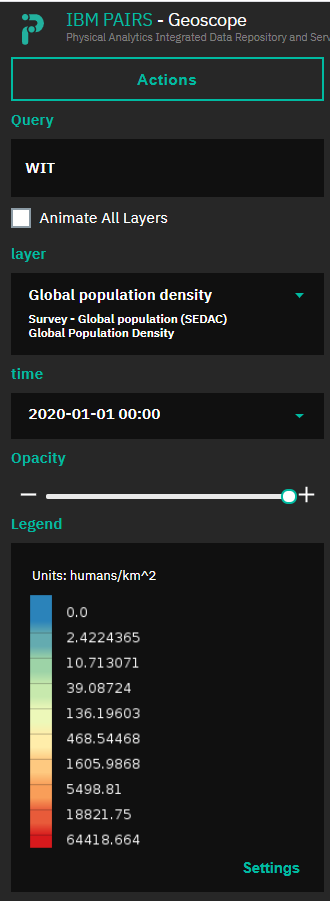 IBM PAIRS - Geoscope
Physical Analytics Integrated Data Repository and Serv
Actions
Query
WIT
Animate All Layers
layer
Global population density
Survey - Global population (SEDAC)
Global Population Density
time
2020-01-01 00:00
Opacity
Legend
Units: humans/km^2
0.0
2.4224365
10.713071
39.08724
136.19603
468.54468
1605.9868
5498.81
18821.75
64418.664
Settings